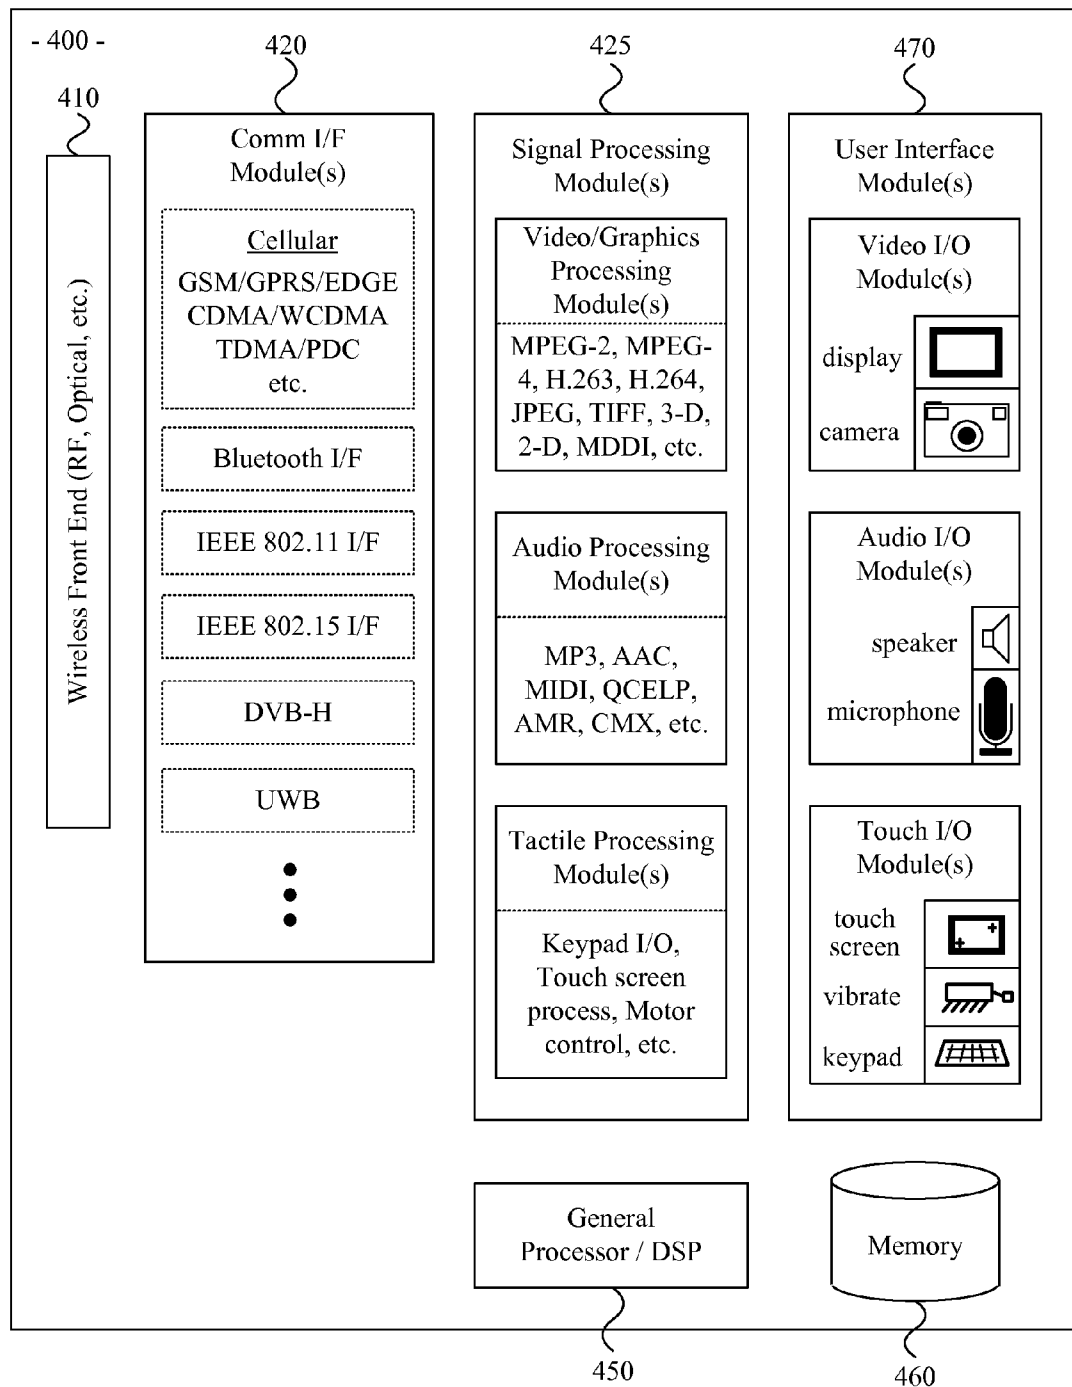 - 400 -
420
425
470
410
Wireless Front End (RF, Optical, etc.)
Comm I/F
Module(s)
Cellular
GSM/GPRS/EDGE
CDMA/WCDMA
TDMA/PDC
etc.
Bluetooth I/F
IEEE 802.11 I/F
IEEE 802.15 I/F
DVB-H
UWB
Signal Processing
Module(s)
Video/Graphics
Processing
Module(s)
MPEG-2, MPEG-
4, H.263, H.264,
JPEG, TIFF, 3-D,
2-D, MDDI, etc.
Audio Processing
Module(s)
MP3, AAC,
MIDI, QCELP,
AMR, CMX, etc.
Tactile Processing
Module(s)
Keypad I/O,
Touch screen
process, Motor
control, etc.
User Interface
Module(s)
Video I/O
Module(s)
display
camera
Audio I/O
Module(s)
speaker
microphone
Touch I/O
Module(s)
touch
screen
vibrate
keypad
General
Processor / DSP
Memory
450
460